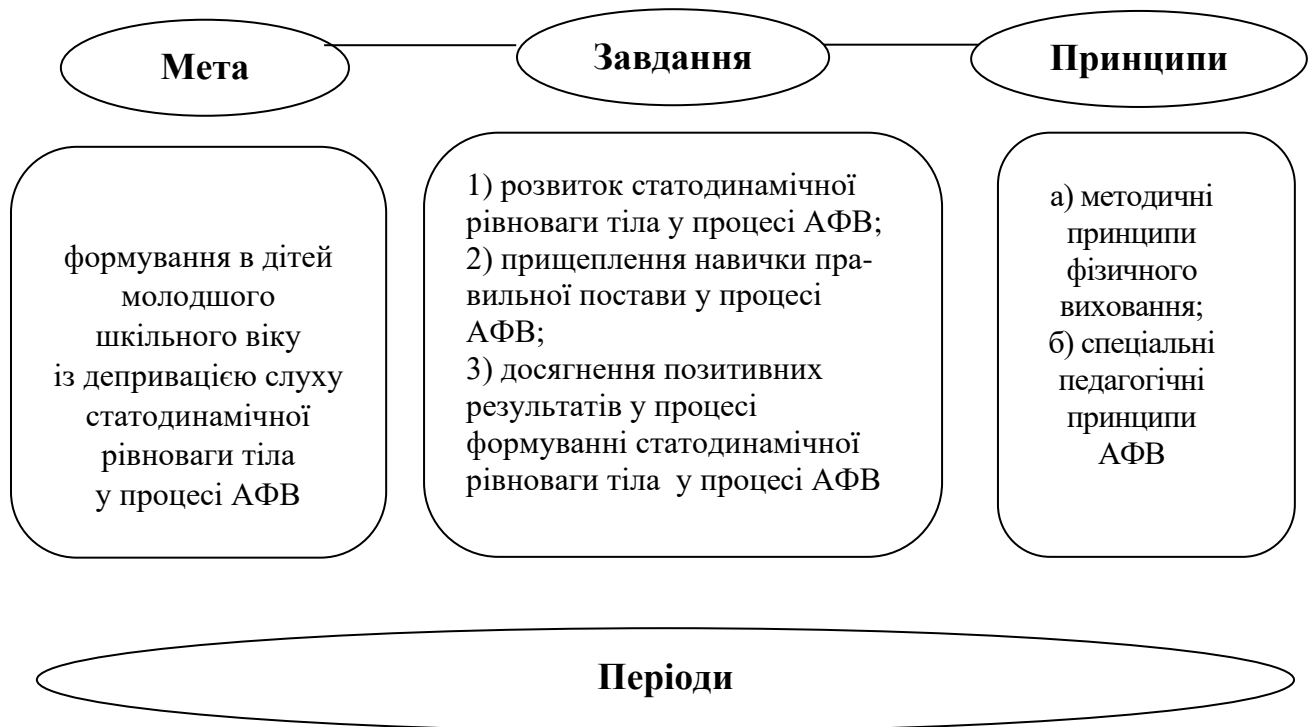 Мета
Завдання
Принципи
формування в дітей
молодшого
шкільного віку
із депривацією слуху
статодинамічної
рівноваги тіла
у процесі АФВ
1) розвиток статодинамічної
рівноваги тіла у процесі АФВ;
2) прищеплення навички пра-
вильної постави у процесі
АФВ;
3) досягнення позитивних
результатів у процесі
формуванні статодинамічної
рівноваги тіла у процесі АФВ
а) методичні
принципи
фізичного
виховання;
б) спеціальні
педагогічні
принципи
АФВ
Періоди